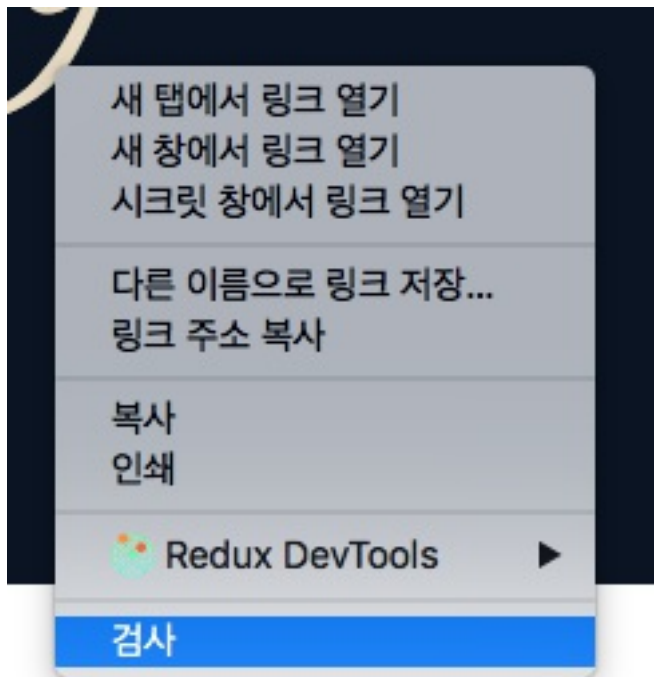 새 탭에서 링크 열기
새 창에서 링크 열기
시크릿 창에서 링크 열기
다른 이름으로 링크 저장...
링크 주소 복사
복사
인쇄
Redux DevTools
검사